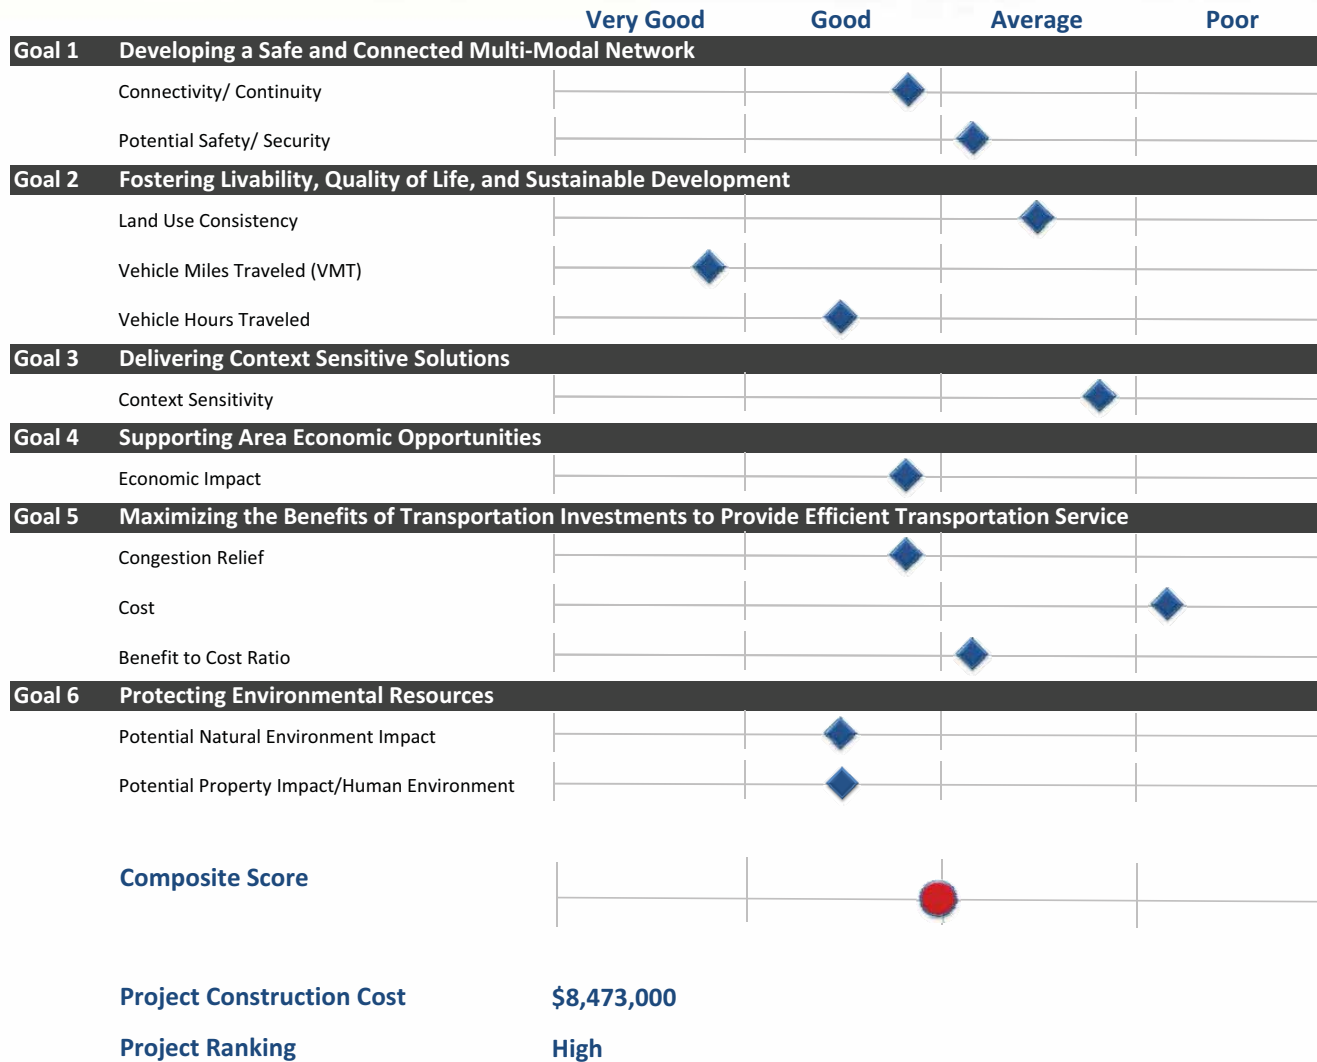 Very Good Good Average Poor
Goal 1 Developing a Safe and Connected Multi-Modal Network
Connectivity/ Continuity
Potential Safety/ Security
Goal 2 Fostering Livability, Quality of Life, and Sustainable Development
Land Use Consistency
Vehicle Miles Traveled (VMT)
Vehicle Hours Traveled
Goal 3 Delivering Context Sensitive Solutions
Context Sensitivity
Goal 4 Supporting Area Economic Opportunities
Economic Impact
Goal 5 Maximizing the Benefits of Transportation Investments to Provide Efficient Transportation Service
Congestion Relief
Cost
Benefit to Cost Ratio
Goal 6 Protecting Environmental Resources
Potential Natural Environment Impact
Potential Property Impact/Human Environment
Composite Score
Project Construction Cost $8,473,000
Project Ranking High